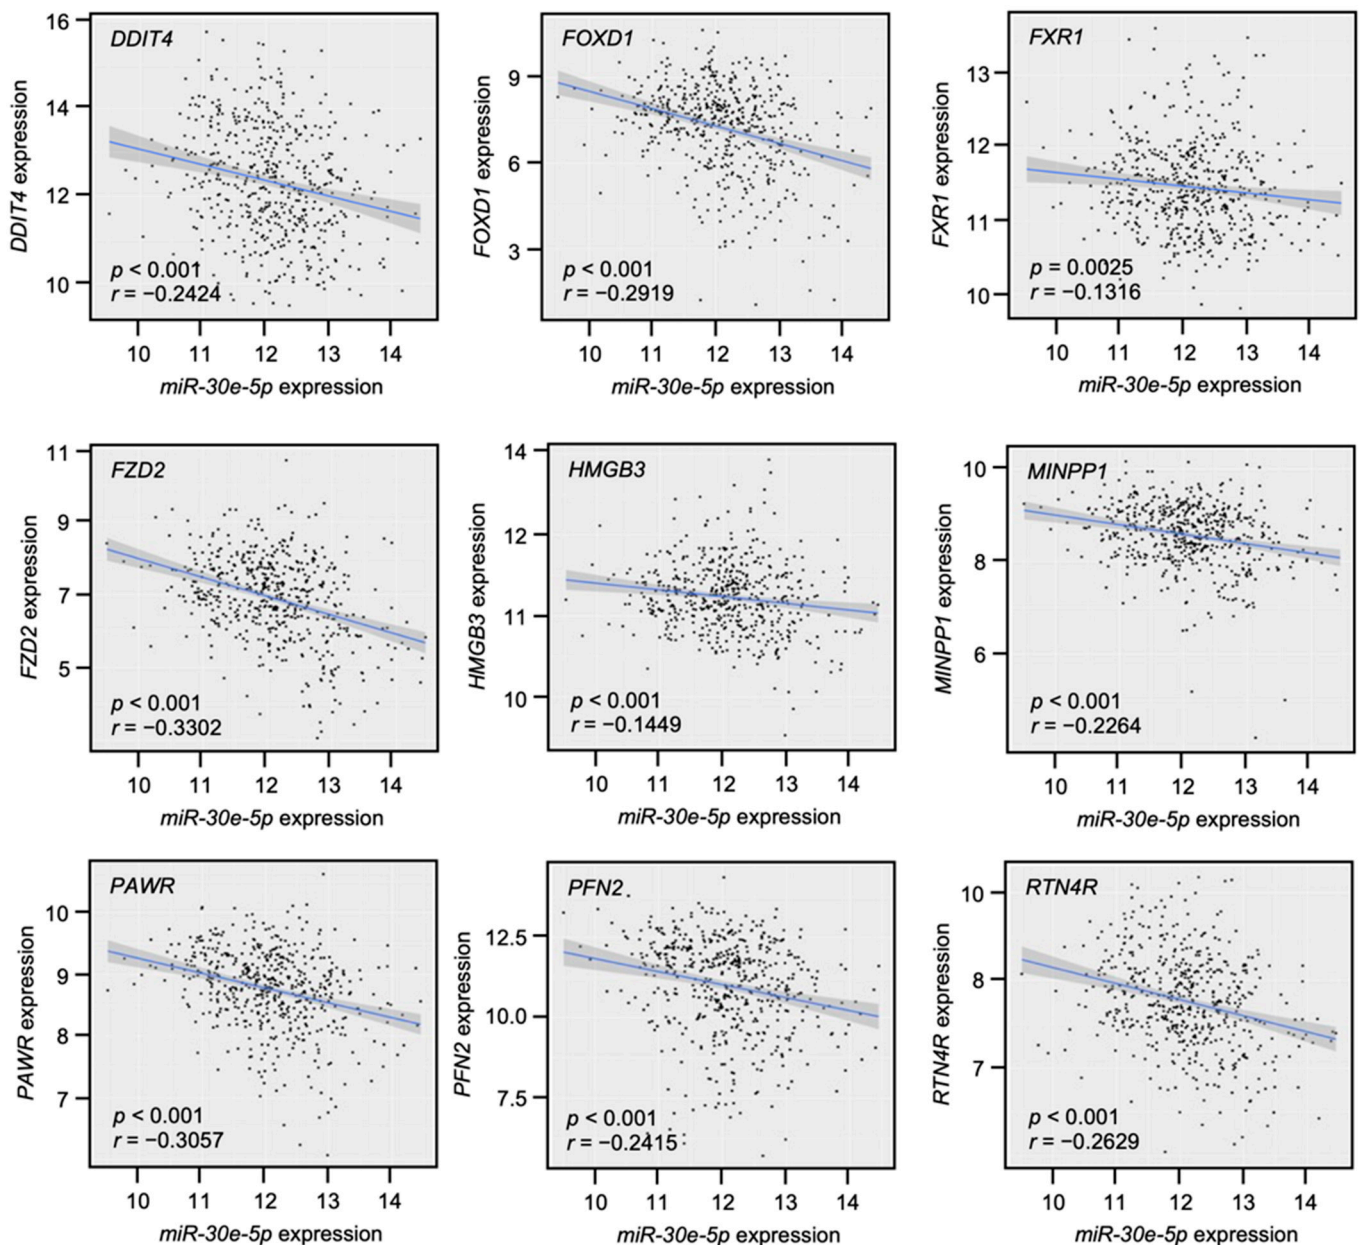 DDIT4
16
14
12
10
DDIT4 expression
p < 0.001
r = −0.2424
10 11 12 13 14
miR-30e-5p expression
FOXD1
9
6
3
FOXD1 expression
p < 0.001
r = −0.2919
10 11 12 13 14
miR-30e-5p expression
FXR1
13
12
11
10
FXR1 expression
p = 0.0025
r = −0.1316
10 11 12 13 14
miR-30e-5p expression
FZD2
11
9
7
5
FZD2 expression
p < 0.001
r = −0.3302
10 11 12 13 14
miR-30e-5p expression
HMGB3
14
12
11
10
HMGB3 expression
p < 0.001
r = −0.1449
10 11 12 13 14
miR-30e-5p expression
MINPP1
10
8
6
MINPP1 expression
p < 0.001
r = −0.2264
10 11 12 13 14
miR-30e-5p expression
PAWR
10
9
8
7
PAWR expression
p < 0.001
r = −0.3057
10 11 12 13 14
miR-30e-5p expression
PFN2
12.5
10.0
7.5
PFN2 expression
p < 0.001
r = −0.2415
10 11 12 13 14
miR-30e-5p expression
RTN4R
10
8
7
RTN4R expression
p < 0.001
r = −0.2629
10 11 12 13 14
miR-30e-5p expression